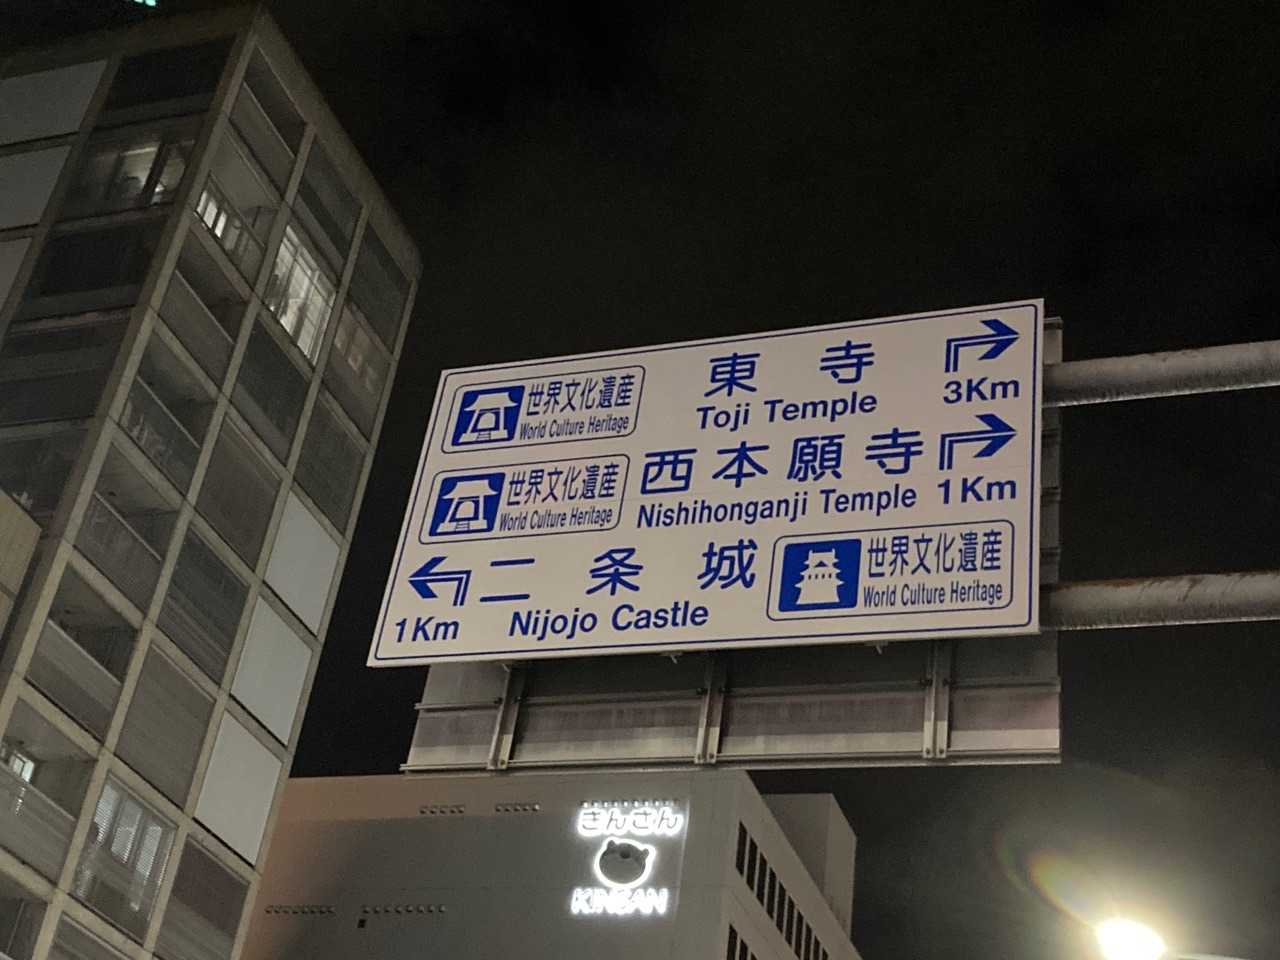 世界文化遺産
World Culture Heritage
東寺
Toji Temple
3Km
世界文化遺産
World Culture Heritage
西本願寺
Nishihonganji Temple
1Km
二条城
Nijojo Castle
1Km
世界文化遺産
World Culture Heritage
きんさん
KINSAN